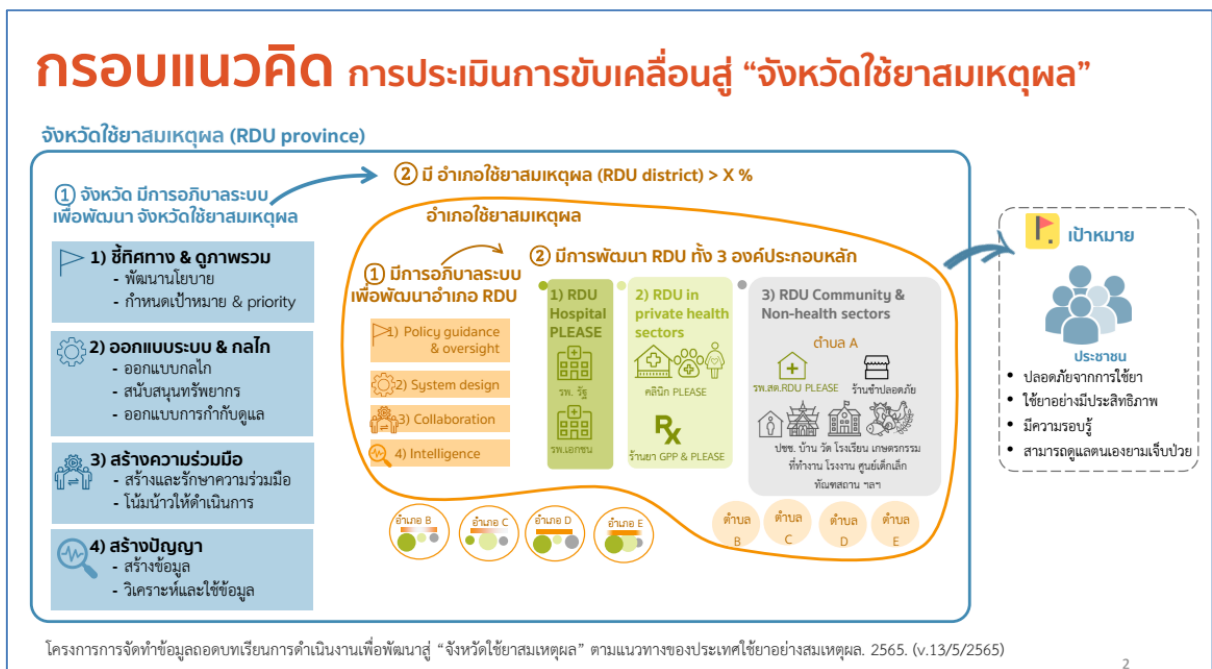 กรอบแนวคิด การประเมินการขับเคลื่อนสู่ “จังหวัดใช้ยาสมเหตุผล”
จังหวัดใช้ยาสมเหตุผล (RDU province)
① จังหวัด มีการอภิบาลระบบ
เพื่อพัฒนา จังหวัดใช้ยาสมเหตุผล
1) ชี้ทิศทาง & ดูภาพรวม
- พัฒนานโยบาย
- กำหนดเป้าหมาย & priority
2) ออกแบบระบบ & กลไก
- ออกแบบกลไก
- สนับสนุนทรัพยากร
- ออกแบบการกำกับดูแล
3) สร้างความร่วมมือ
- สร้างและรักษาความร่วมมือ
- โน้มน้าวให้ดำเนินการ
4) สร้างปัญญา
- สร้างข้อมูล
- วิเคราะห์และใช้ข้อมูล
② มี อำเภอใช้ยาสมเหตุผล (RDU district) > X %
อำเภอใช้ยาสมเหตุผล
① มีการอภิบาลระบบ
เพื่อพัฒนาอำเภอ RDU
1) Policy guidance
& oversight
2) System design
3) Collaboration
4) Intelligence
② มีการพัฒนา RDU ทั้ง 3 องค์ประกอบหลัก
1) RDU
Hospital
PLEASE
รพ. รัฐ
รพ.เอกชน
2) RDU in
private health
sectors
คลินิก PLEASE
Rx
ร้านยา GPP & PLEASE
3) RDU Community &
Non-health sectors
ตำบล A
รพ.สต.RDU PLEASE
ร้านชำปลอดภัย
ปชช. บ้าน วัด โรงเรียน เกษตรกรรม
ที่ทำงาน โรงงาน ศูนย์เด็กเล็ก
ทัณฑสถาน ฯลฯ
อำเภอ B
อำเภอ C
อำเภอ D
อำเภอ E
ตำบล
B
ตำบล
C
ตำบล
D
ตำบล
E
เป้าหมาย
ประชาชน
• ปลอดภัยจากการใช้ยา
• ใช้ยาอย่างมีประสิทธิภาพ
• มีความรอบรู้
• สามารถดูแลตนเองยามเจ็บป่วย
โครงการการจัดทำข้อมูลถอดบทเรียนการดำเนินงานเพื่อพัฒนาสู่ “จังหวัดใช้ยาสมเหตุผล” ตามแนวทางของประเทศใช้ยาอย่างสมเหตุผล. 2565. (v.13/5/2565)
2